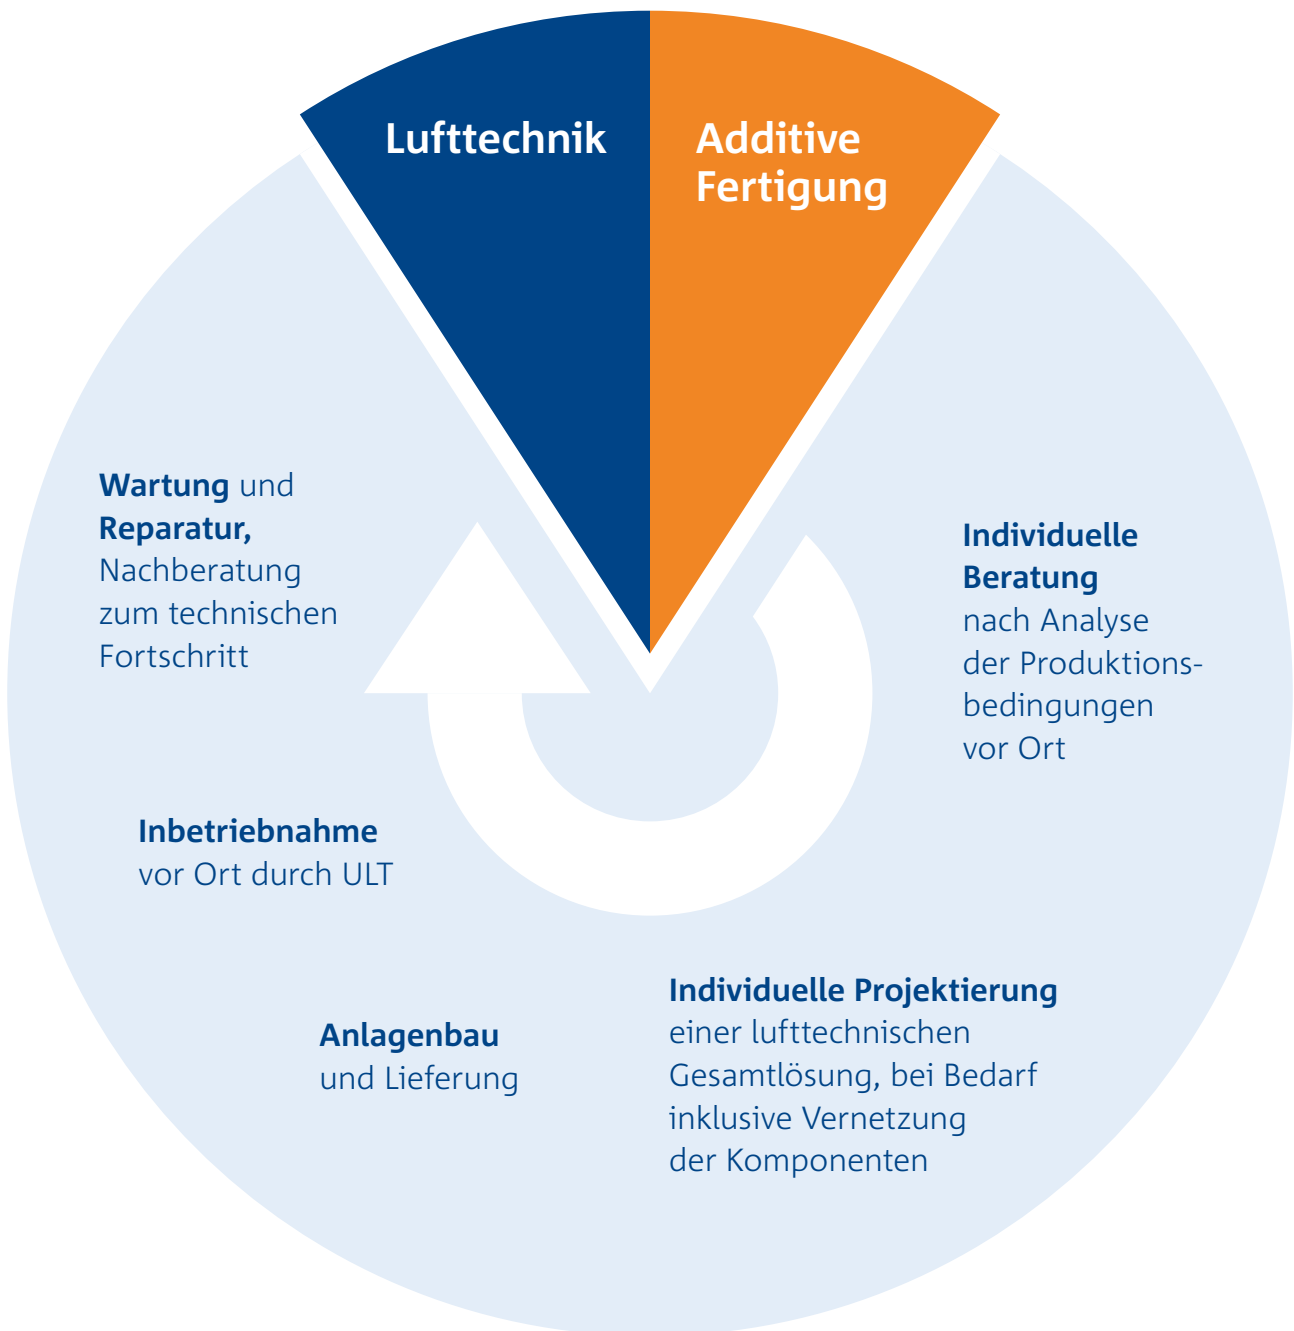 Lufttechnik
Additive
Fertigung
Individuelle
Beratung
nach Analyse
der Produktions-
bedingungen
vor Ort
Individuelle Projektierung
einer lufttechnischen
Gesamtlösung, bei Bedarf
inklusive Vernetzung
der Komponenten
Anlagenbau
und Lieferung
Inbetriebnahme
vor Ort durch ULT
Wartung und
Reparatur,
Nachberatung
zum technischen
Fortschritt